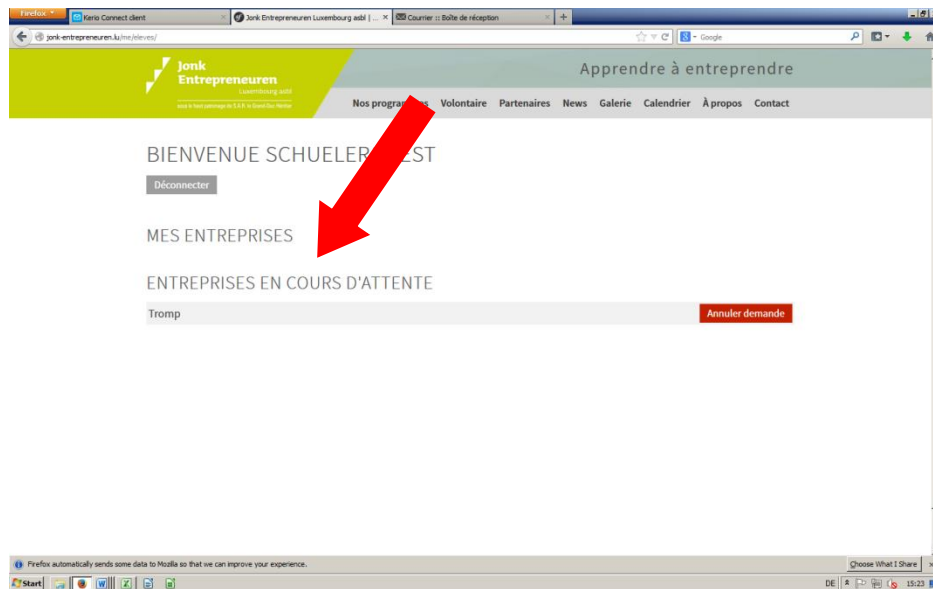 Firefox
Kerio Connect client
Jonk Entrepreneuren Luxembourg asbl | ...
Courrier :: Boîte de réception
jonk-entrepreneuren.lu/me/eleves/
Google
Jonk
Entrepreneuren
Luxembourg asbl
Apprendre à entreprendre
Nos programmes Volontaire Partenaires News Galerie Calendrier À propos Contact
BIENVENUE SCHUELER
Déconnecter
MES ENTREPRISES
ENTREPRISES EN COURS D'ATTENTE
Tromp
Annuler demande
Firefox automatically sends some data to Mozilla so that we can improve your experience.
Choose What I Share
Start
DE
15:23